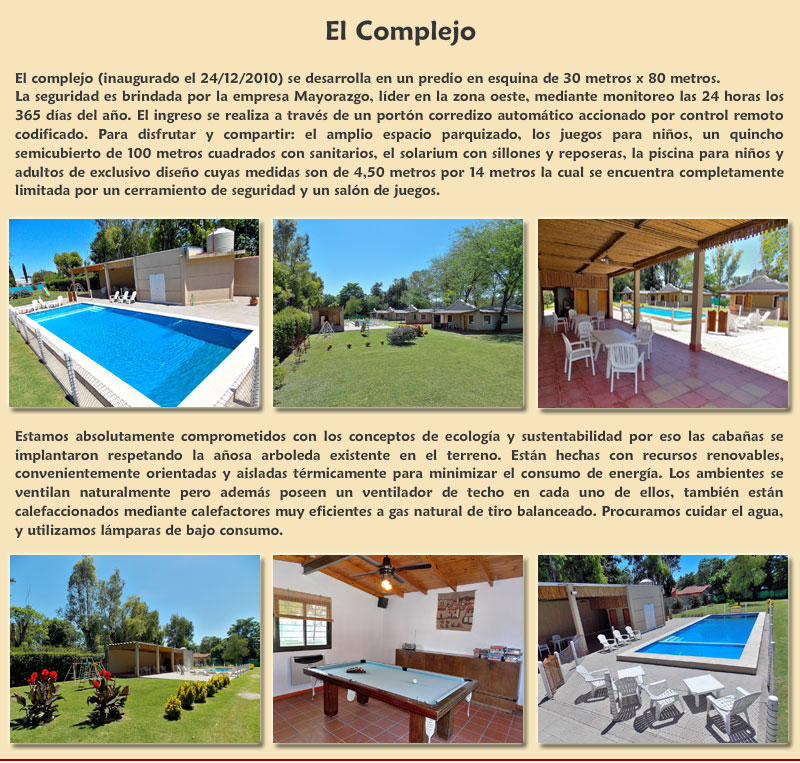 El Complejo
El complejo (inaugurado el 24/12/2010) se desarrolla en un predio en esquina de 30 metros x 80 metros.
La seguridad es brindada por la empresa Mayorazgo, líder en la zona oeste, mediante monitoreo las 24 horas los
365 días del año. El ingreso se realiza a través de un portón corredizo automático accionado por control remoto
codificado. Para disfrutar y compartir: el amplio espacio parquizado, los juegos para niños, un quincho
semicubierto de 100 metros cuadrados con sanitarios, el solarium con sillones y reposeras, la piscina para niños y
adultos de exclusivo diseño cuyas medidas son de 4,50 metros por 14 metros la cual se encuentra completamente
limitada por un cerramiento de seguridad y un salón de juegos.
Estamos absolutamente comprometidos con los conceptos de ecología y sustentabilidad por eso las cabañas se
implantaron respetando la añosa arboleda existente en el terreno. Están hechas con recursos renovables,
convenientemente orientadas y aisladas térmicamente para minimizar el consumo de energía. Los ambientes se
ventilan naturalmente pero además poseen un ventilador de techo en cada uno de ellos, también están
calefaccionados mediante calefactores muy eficientes a gas natural de tiro balanceado. Procuramos cuidar el agua,
y utilizamos lámparas de bajo consumo.